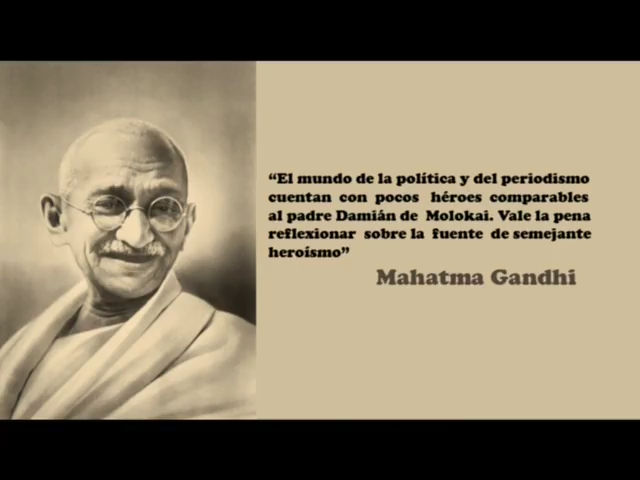 “El mundo de la política y del periodismo
cuentan con pocos héroes comparables
al padre Damián de Molokai. Vale la pena
reflexionar sobre la fuente de semejante
heroísmo”
Mahatma Gandhi